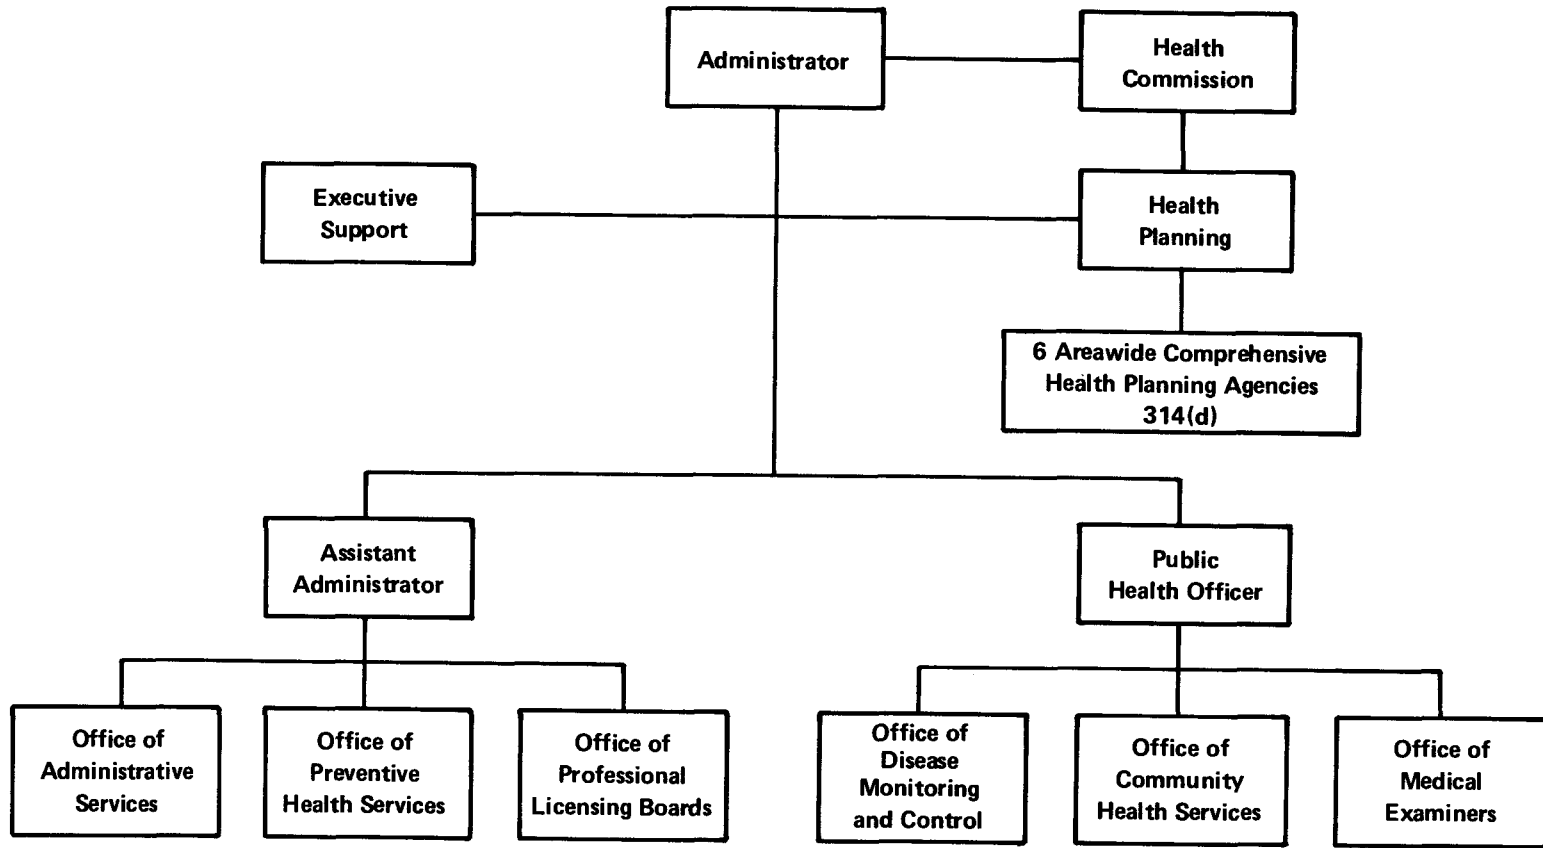 Administrator
Health
Commission
Executive
Support
Health
Planning
6 Areawide Comprehensive
Health Planning Agencies
314(d)
Assistant
Administrator
Public
Health Officer
Office of
Administrative
Services
Office of
Preventive
Health Services
Office of
Professional
Licensing Boards
Office of
Disease
Monitoring
and Control
Office of
Community
Health Services
Office of
Medical
Examiners